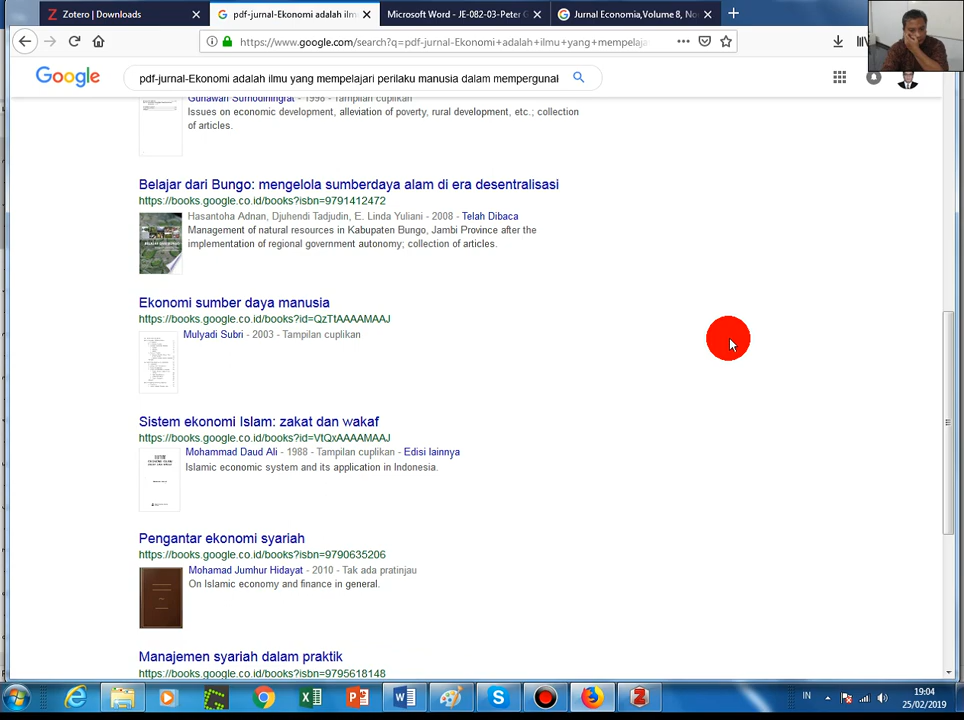 Zotero | Downloads
pdf-jurnal-Ekonomi adalah ilm
Microsoft Word - JE-082-03-Peter G
Jurnal Economia,Volume 8, No
https://www.google.com/search?q=pdf-jurnal-Ekonomi+adalah+ilmu+yang+mempelaja
Google
pdf-jurnal-Ekonomi adalah ilmu yang mempelajari perilaku manusia dalam mempergunak
Gunawan Sumodiningrat - 1998 - Tampilan cuplikan
Issues on economic development, alleviation of poverty, rural development, etc.; collection
of articles.
Belajar dari Bungo: mengelola sumberdaya alam di era desentralisasi
https://books.google.co.id/books?isbn=9791412472
Hasantoha Adnan, Djuhendi Tadjudin, E. Linda Yuliani - 2008 - Telah Dibaca
Management of natural resources in Kabupaten Bungo, Jambi Province after the
implementation of regional government autonomy; collection of articles.
Ekonomi sumber daya manusia
https://books.google.co.id/books?id=QzTtAAAAMAAJ
Mulyadi Subri - 2003 - Tampilan cuplikan
Sistem ekonomi Islam: zakat dan wakaf
https://books.google.co.id/books?id=VtQxAAAAMAAJ
Mohammad Daud Ali - 1988 - Tampilan cuplikan - Edisi lainnya
Islamic economic system and its application in Indonesia.
Pengantar ekonomi syariah
https://books.google.co.id/books?isbn=9790635206
Mohamad Jumhur Hidayat - 2010 - Tak ada pratinjau
On Islamic economy and finance in general.
Manajemen syariah dalam praktik
https://books.google.co.id/books?isbn=9795618148
IN
19:04
25/02/2019